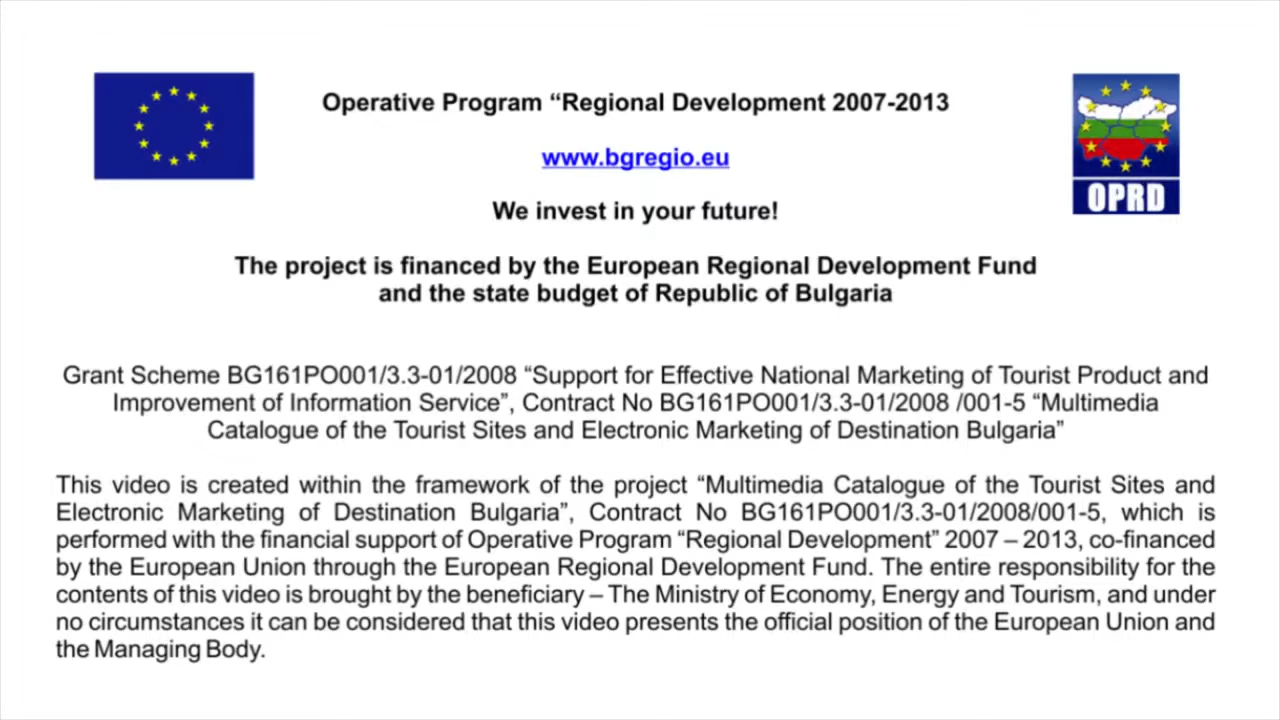 Operative Program “Regional Development 2007-2013
www.bgregio.eu
We invest in your future!
OPRD
The project is financed by the European Regional Development Fund
and the state budget of Republic of Bulgaria
Grant Scheme BG161PO001/3.3-01/2008 “Support for Effective National Marketing of Tourist Product and
Improvement of Information Service”, Contract No BG161PO001/3.3-01/2008 /001-5 “Multimedia
Catalogue of the Tourist Sites and Electronic Marketing of Destination Bulgaria”
This video is created within the framework of the project “Multimedia Catalogue of the Tourist Sites and
Electronic Marketing of Destination Bulgaria”, Contract No BG161PO001/3.3-01/2008/001-5, which is
performed with the financial support of Operative Program “Regional Development” 2007 – 2013, co-financed
by the European Union through the European Regional Development Fund. The entire responsibility for the
contents of this video is brought by the beneficiary – The Ministry of Economy, Energy and Tourism, and under
no circumstances it can be considered that this video presents the official position of the European Union and
the Managing Body.